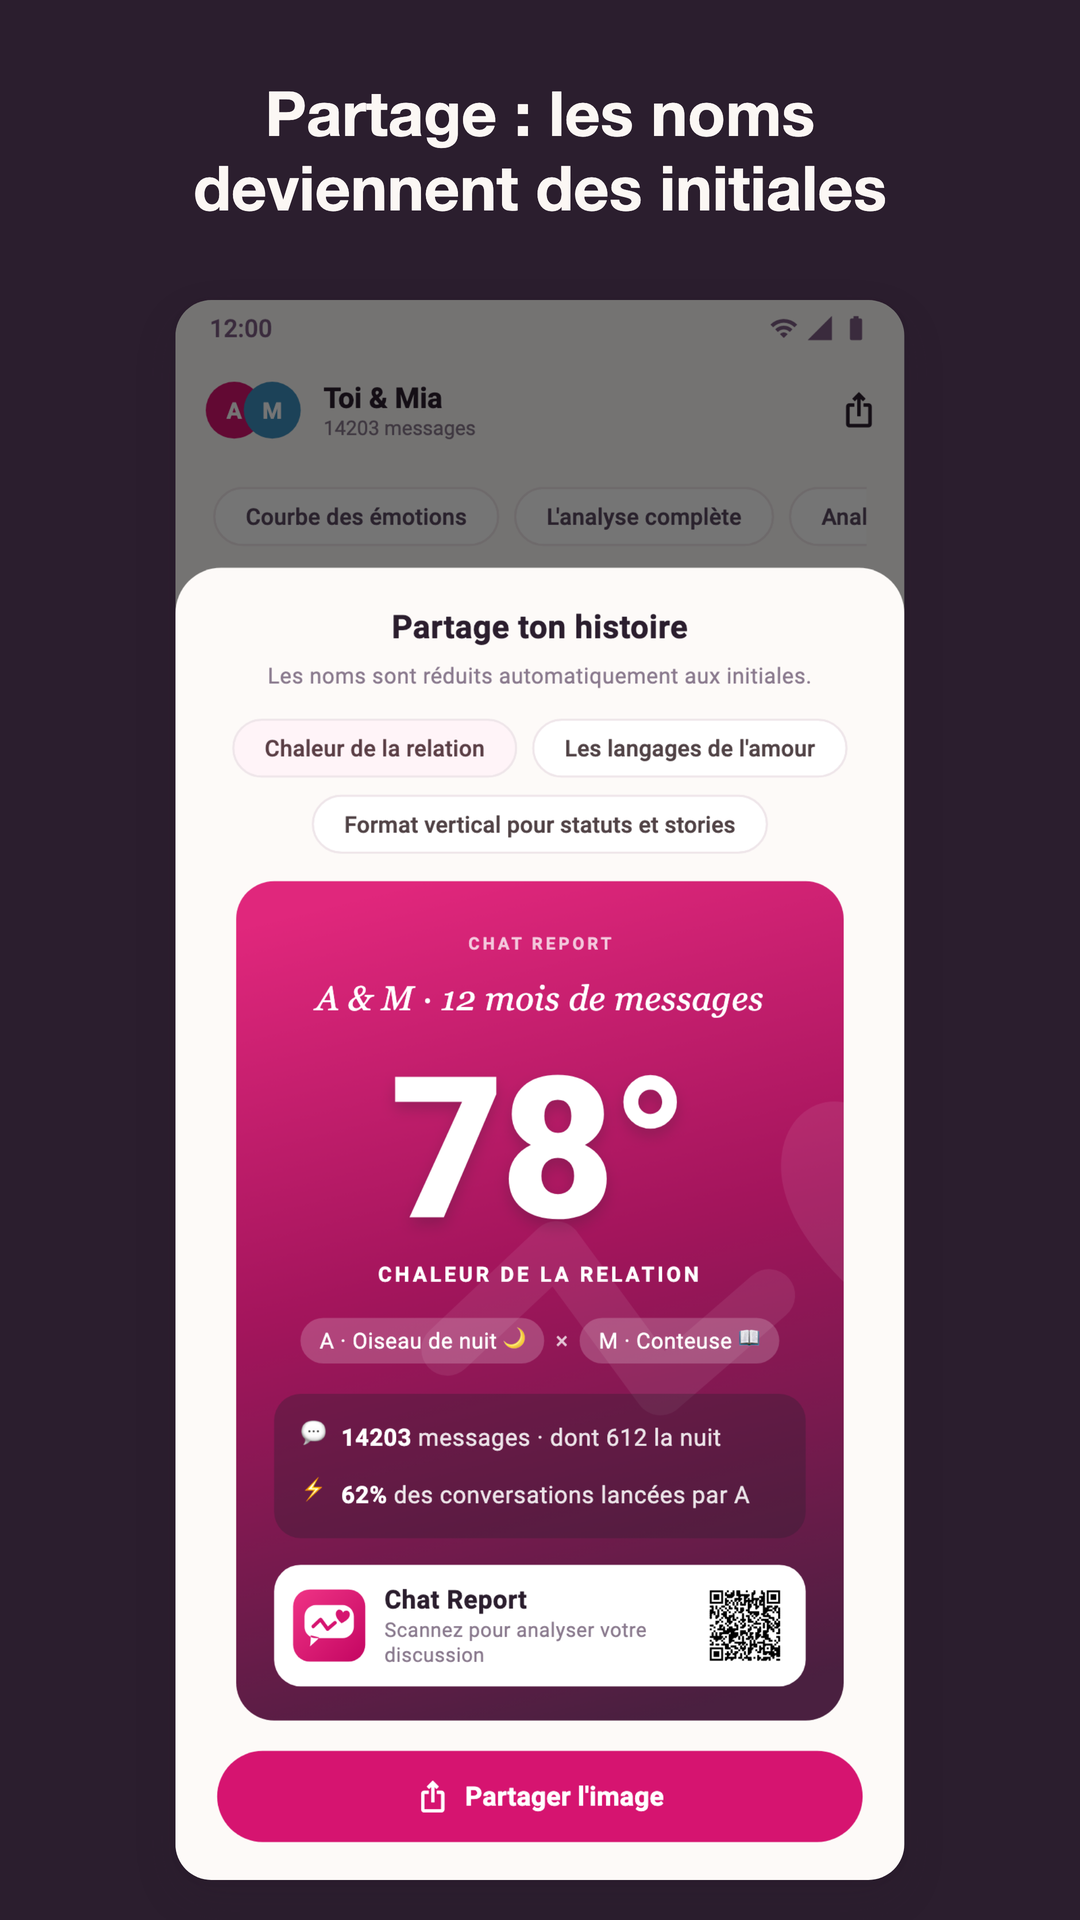 Partage : les noms
deviennent des initiales
12:00
A M
Toi & Mia
14203 messages
Courbe des émotions
L'analyse complète
Anal
Partage ton histoire
Les noms sont réduits automatiquement aux initiales.
Chaleur de la relation
Les langages de l'amour
Format vertical pour statuts et stories
CHAT REPORT
A & M · 12 mois de messages
78°
CHALEUR DE LA RELATION
A · Oiseau de nuit 🌙 × M · Conteuse 📖
💬 14203 messages · dont 612 la nuit
⚡ 62% des conversations lancées par A
Chat Report
Scannez pour analyser votre
discussion
Partager l'image